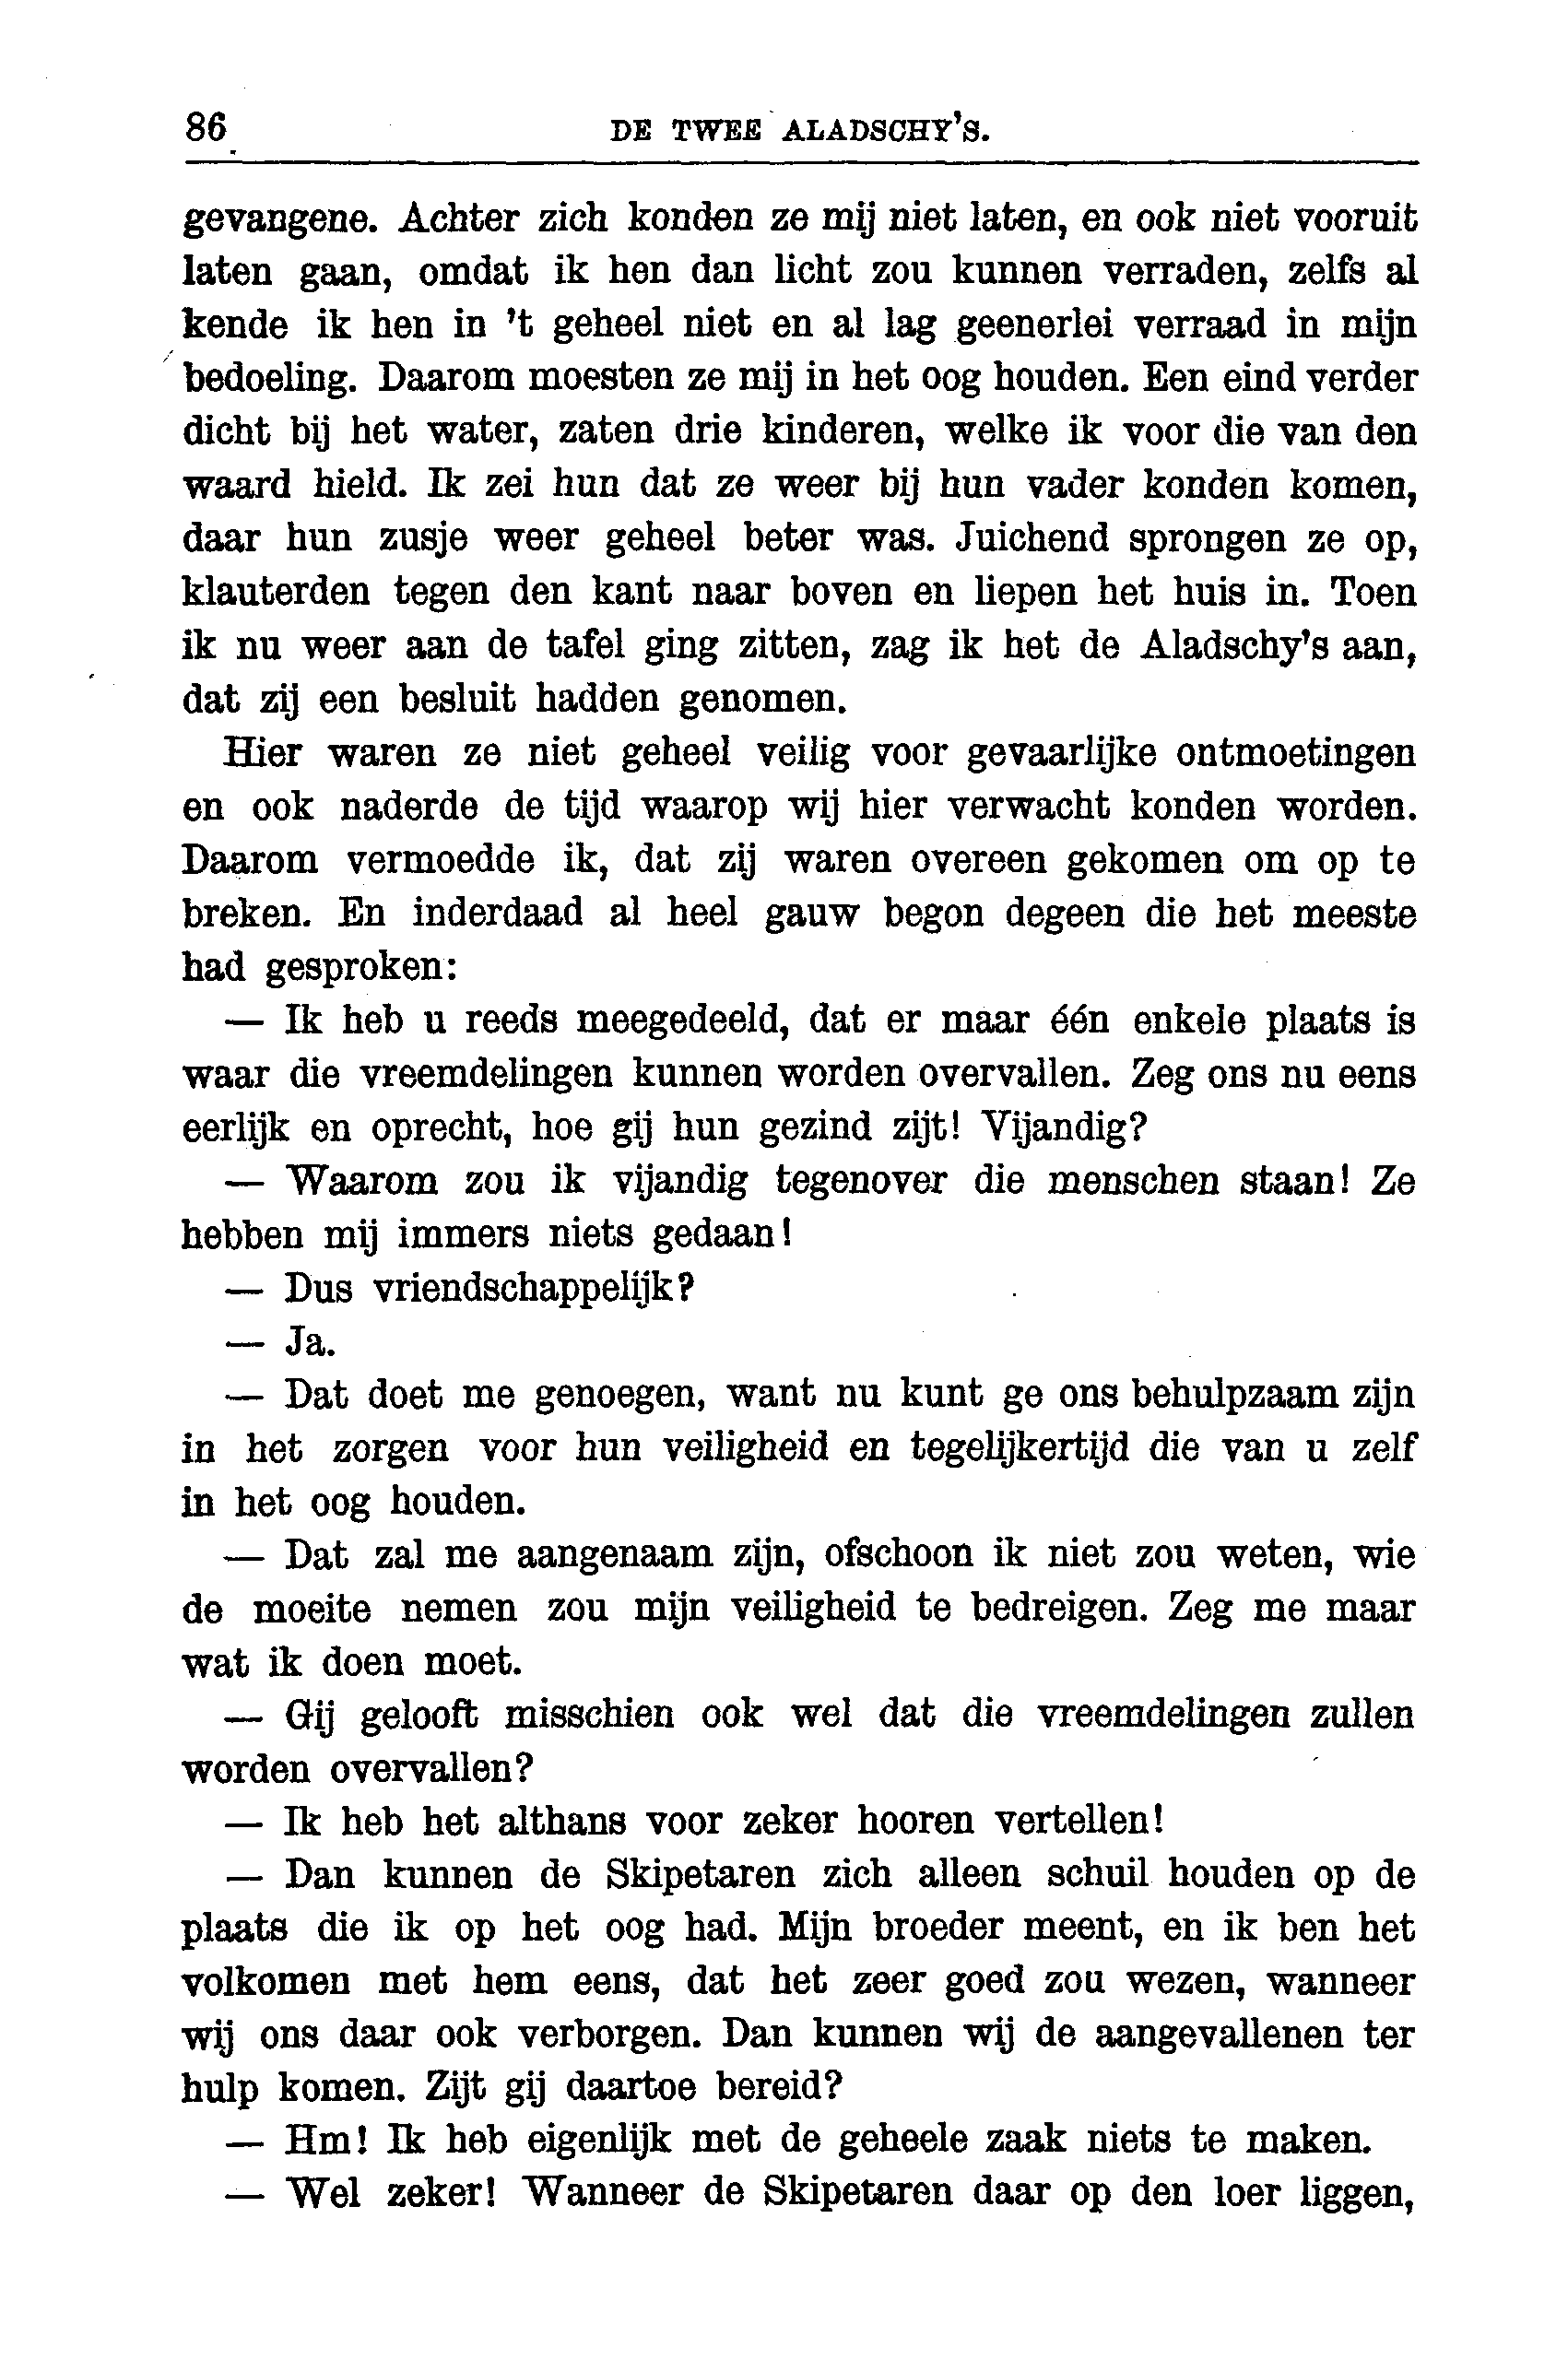 86 DE TWEE ALADSCHY'S.
gevangene. Achter zich konden ze mij niet laten, en ook niet vooruit
laten gaan, omdat ik hen dan licht zou kunnen verraden, zelfs al
kende ik hen in 't geheel niet en al lag geenerlei verraad in mijn
bedoeling. Daarom moesten ze mij in het oog houden. Een eind verder
dicht bij het water, zaten drie kinderen, welke ik voor die van den
waard hield. Ik zei hun dat ze weer bij hun vader konden komen,
daar hun zusje weer geheel beter was. Juichend sprongen ze op,
klauterden tegen den kant naar boven en liepen het huis in. Toen
ik nu weer aan de tafel ging zitten, zag ik het de Aladschy's aan,
dat zij een besluit hadden genomen.
Hier waren ze niet geheel veilig voor gevaarlijke ontmoetingen
en ook naderde de tijd waarop wij hier verwacht konden worden.
Daarom vermoedde ik, dat zij waren overeen gekomen om op te
breken. En inderdaad al heel gauw begon degeen die het meeste
had gesproken:
— Ik heb u reeds meegedeeld, dat er maar één enkele plaats is
waar die vreemdelingen kunnen worden overvallen. Zeg ons nu eens
eerlijk en oprecht, hoe gij hun gezind zijt! Vijandig?
— Waarom zou ik vijandig tegenover die menschen staan! Ze
hebben mij immers niets gedaan!
— Dus vriendschappelijk?
— Ja.
— Dat doet me genoegen, want nu kunt ge ons behulpzaam zijn
in het zorgen voor hun veiligheid en tegelijkertijd die van u zelf
in het oog houden.
— Dat zal me aangenaam zijn, ofschoon ik niet zou weten, wie
de moeite nemen zou mijn veiligheid te bedreigen. Zeg me maar
wat ik doen moet.
— Gij gelooft misschien ook wel dat die vreemdelingen zullen
worden overvallen?
— Ik heb het althans voor zeker hooren vertellen!
— Dan kunnen de Skipetaren zich alleen schuil houden op de
plaats die ik op het oog had. Mijn broeder meent, en ik ben het
volkomen met hem eens, dat het zeer goed zou wezen, wanneer
wij ons daar ook verborgen. Dan kunnen wij de aangevallenen ter
hulp komen. Zijt gij daartoe bereid?
— Hm! Ik heb eigenlijk met de geheele zaak niets te maken.
— Wel zeker! Wanneer de Skipetaren daar op den loer liggen,